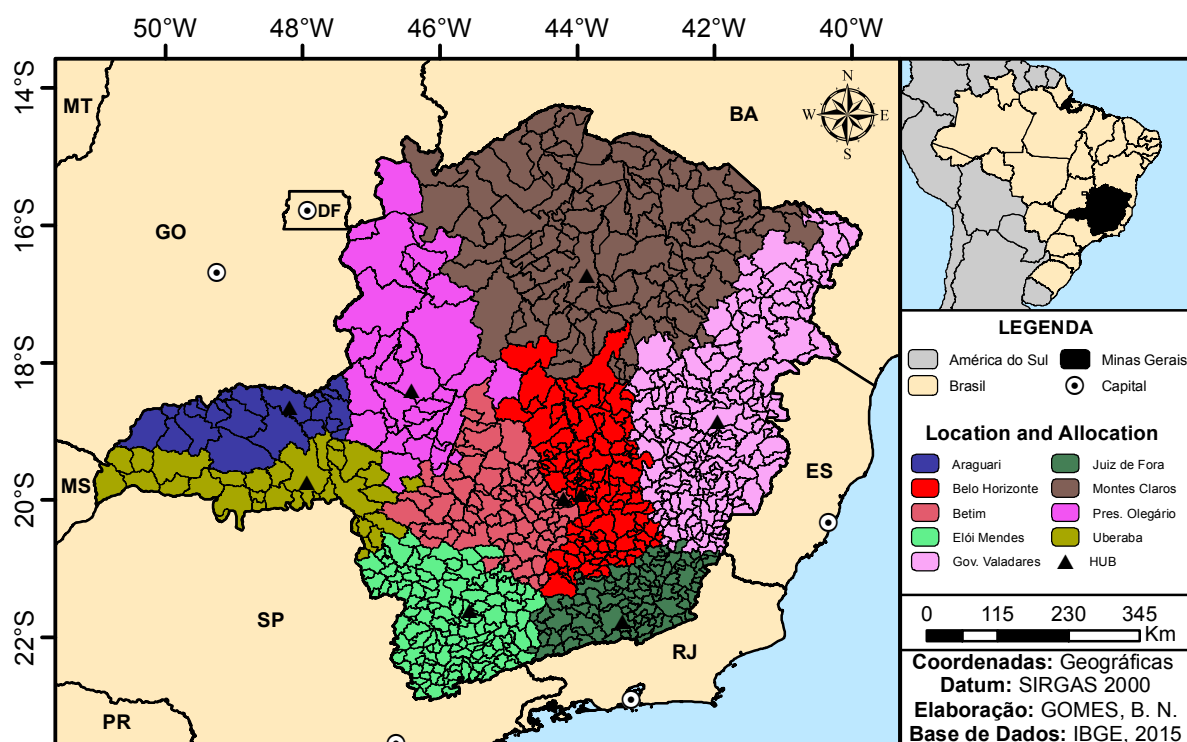 50°W 48°W 46°W 44°W 42°W 40°W
14°S
16°S
18°S
20°S
22°S
MT
BA
N
W E
S
DF
GO
MS
ES
SP
RJ
PR
LEGENDA
América do Sul Minas Gerais
Brasil Capital
Location and Allocation
Araguari Juiz de Fora
Belo Horizonte Montes Claros
Betim Pres. Olegário
Elói Mendes Uberaba
Gov. Valadares HUB
0 115 230 345
Km
Coordenadas: Geográficas
Datum: SIRGAS 2000
Elaboração: GOMES, B. N.
Base de Dados: IBGE, 2015